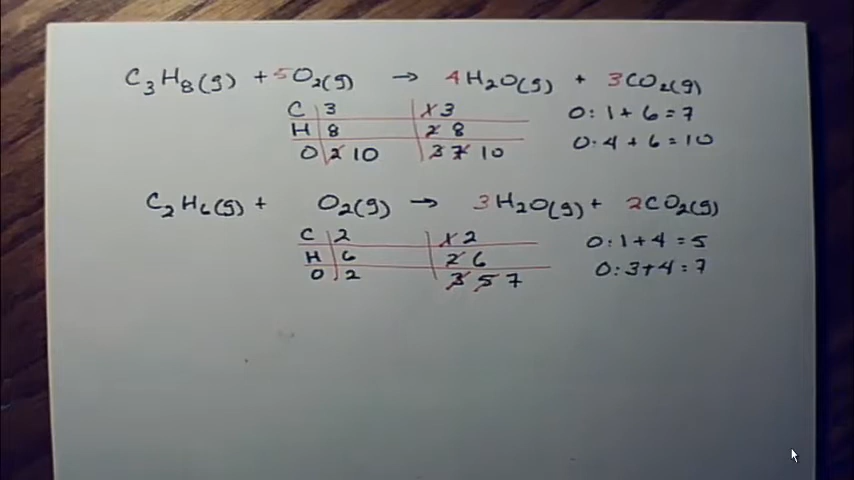 C3H8(g) + 5O2(g) → 4H2O(g) + 3CO2(g)
C 3 1 3 O: 1 + 6 = 7
H 8 2 8 O: 4 + 6 = 10
O 2 10 3 7 10
C2H6(g) + O2(g) → 3H2O(g) + 2CO2(g)
C 2 1 2 O: 1 + 4 = 5
H 6 2 6 O: 3 + 4 = 7
O 2 3 5 7